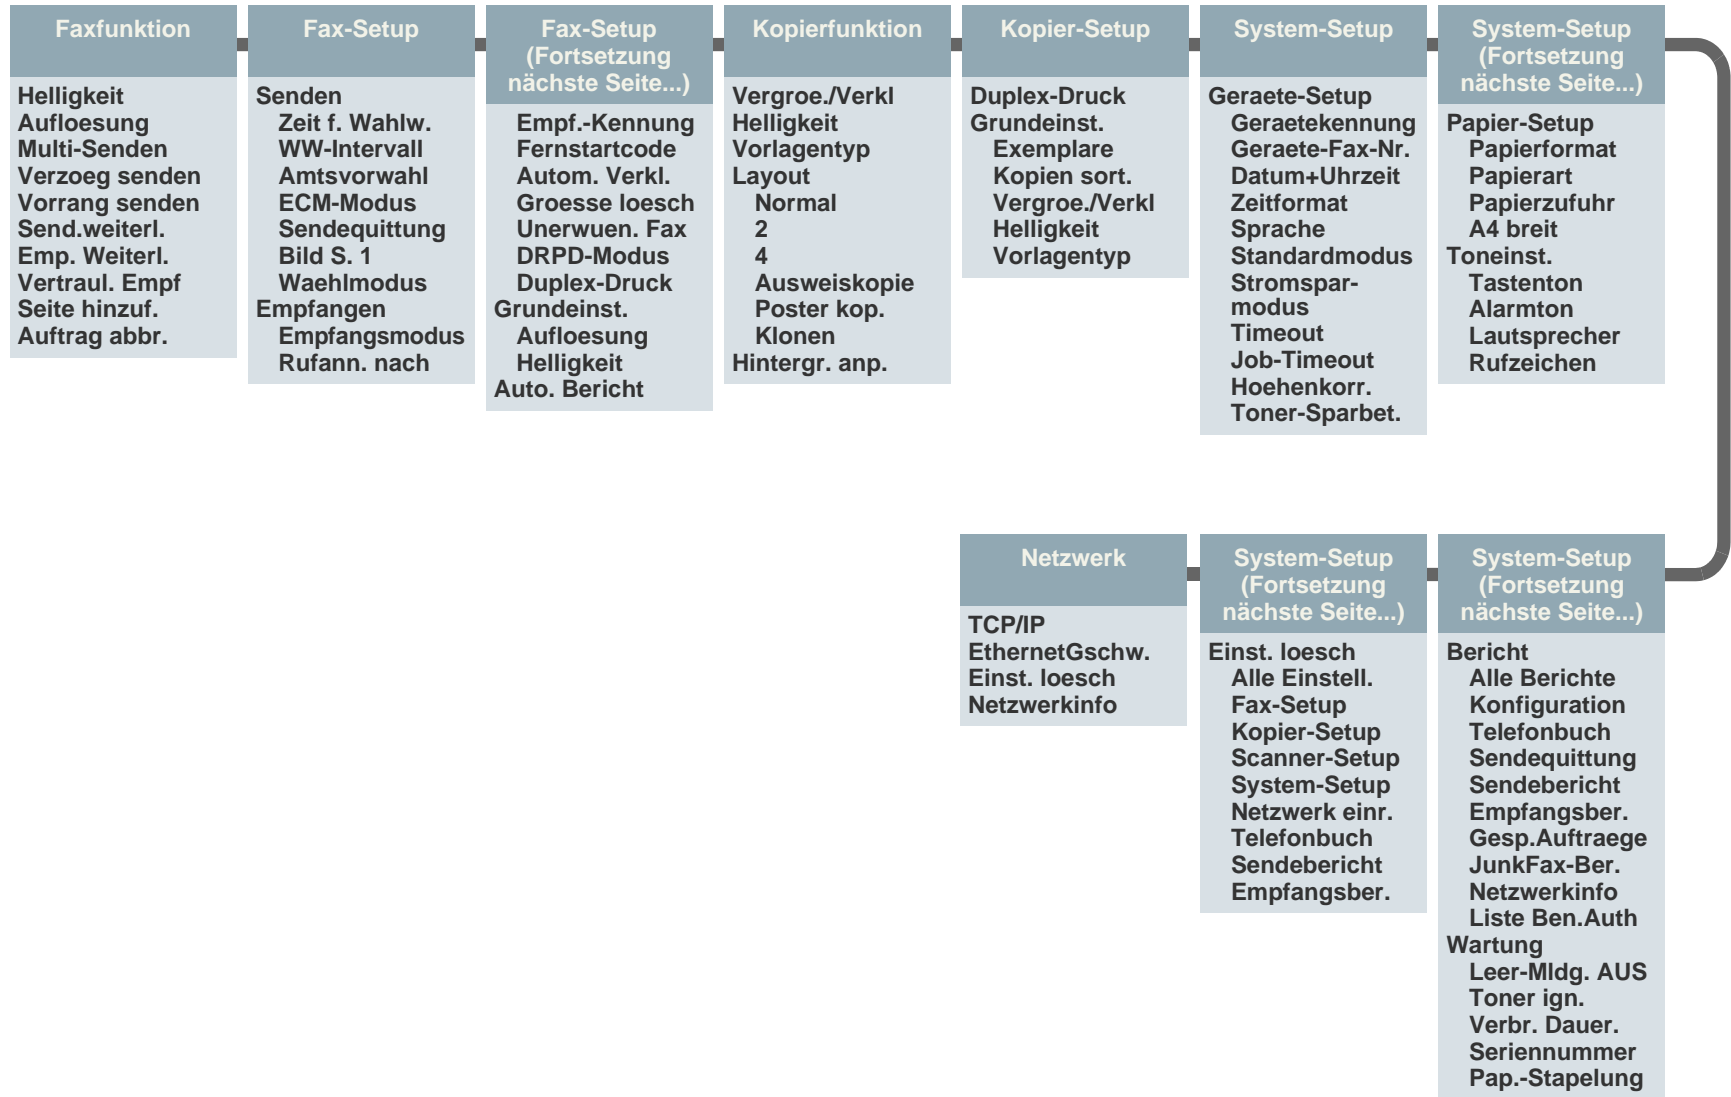 Faxfunktion
Helligkeit
Aufloesung
Multi-Senden
Verzoeg senden
Vorrang senden
Send.weiterl.
Emp. Weiterl.
Vertraul. Empf
Seite hinzuf.
Auftrag abbr.
Fax-Setup
Senden
Zeit f. Wahlw.
WW-Intervall
Amtsvorwahl
ECM-Modus
Sendequittung
Bild S. 1
Waehlmodus
Empfangen
Empfangsmodus
Rufann. nach
Fax-Setup
(Fortsetzung
nächste Seite...)
Empf.-Kennung
Fernstartcode
Autom. Verkl.
Groesse loesch
Unerwuen. Fax
DRPD-Modus
Duplex-Druck
Grundeinst.
Aufloesung
Helligkeit
Auto. Bericht
Kopierfunktion
Vergroe./Verkl
Helligkeit
Vorlagentyp
Layout
Normal
2
4
Ausweiskopie
Poster kop.
Klonen
Hintergr. anp.
Kopier-Setup
Duplex-Druck
Grundeinst.
Exemplare
Kopien sort.
Vergroe./Verkl
Helligkeit
Vorlagentyp
System-Setup
Geraete-Setup
Geraetekennung
Geraete-Fax-Nr.
Datum+Uhrzeit
Zeitformat
Sprache
Standardmodus
Stromspar-
modus
Timeout
Job-Timeout
Hoehenkorr.
Toner-Sparbet.
System-Setup
(Fortsetzung
nächste Seite...)
Papier-Setup
Papierformat
Papierart
Papierzufuhr
A4 breit
Toneinst.
Tastenton
Alarmton
Lautsprecher
Rufzeichen
Netzwerk
TCP/IP
EthernetGschw.
Einst. loesch
Netzwerkinfo
System-Setup
(Fortsetzung
nächste Seite...)
Einst. loesch
Alle Einstell.
Fax-Setup
Kopier-Setup
Scanner-Setup
System-Setup
Netzwerk einr.
Telefonbuch
Sendebericht
Empfangsber.
System-Setup
(Fortsetzung
nächste Seite...)
Bericht
Alle Berichte
Konfiguration
Telefonbuch
Sendequittung
Sendebericht
Empfangsber.
Gesp.Auftraege
JunkFax-Ber.
Netzwerkinfo
Liste Ben.Auth
Wartung
Leer-Mldg. AUS
Toner ign.
Verbr. Dauer.
Seriennummer
Pap.-Stapelung